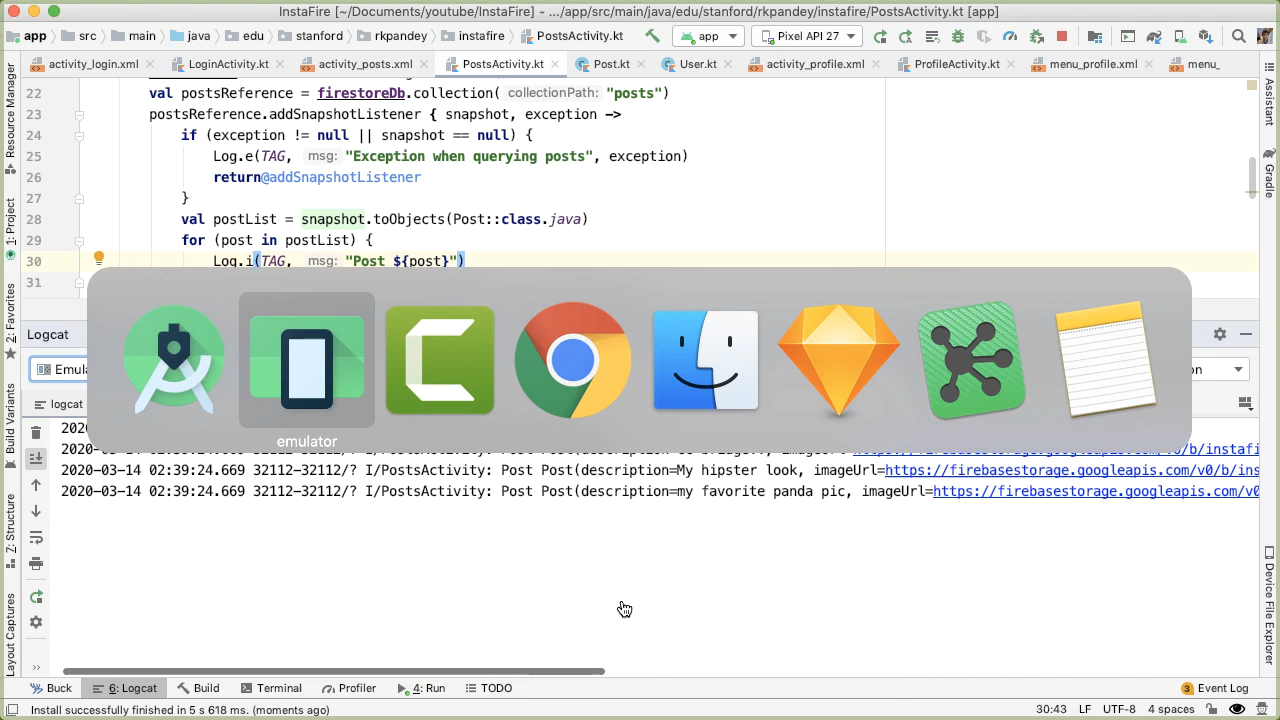 InstaFire [~/Documents/youtube/InstaFire] - .../app/src/main/java/edu/stanford/rkpandey/instafire/PostsActivity.kt [app]
app src main java edu stanford rkpandey instafire PostsActivity.kt app Pixel API 27
activity_login.xml LoginActivity.kt activity_posts.xml PostsActivity.kt Post.kt User.kt activity_profile.xml ProfileActivity.kt menu_profile.xml menu_
22 val postsReference = firestoreDb.collection( collectionPath: "posts")
23 postsReference.addSnapshotListener { snapshot, exception ->
24 if (exception != null || snapshot == null) {
25 Log.e(TAG, msg: "Exception when querying posts", exception)
26 return@addSnapshotListener
27 }
28 val postList = snapshot.toObjects(Post::class.java)
29 for (post in postList) {
30 Log.i(TAG, msg: "Post ${post}")
31
Resource Manager
1: Project
2: Favorites
Build Variants
Z: Structure
Layout Captures
Assistant
Gradle
Device File Explorer
Logcat
Emula
on
logcat
emulator
2020
2020-
/b/instafi
2020-03-14 02:39:24.669 32112-32112/? I/PostsActivity: Post Post(description=My hipster look, imageUrl=https://firebasestorage.googleapis.com/v0/b/ins
2020-03-14 02:39:24.669 32112-32112/? I/PostsActivity: Post Post(description=my favorite panda pic, imageUrl=https://firebasestorage.googleapis.com/v0
Buck 6: Logcat Build Terminal Profiler 4: Run TODO 3 Event Log
Install successfully finished in 5 s 618 ms. (moments ago) 30:43 LF UTF-8 4 spaces